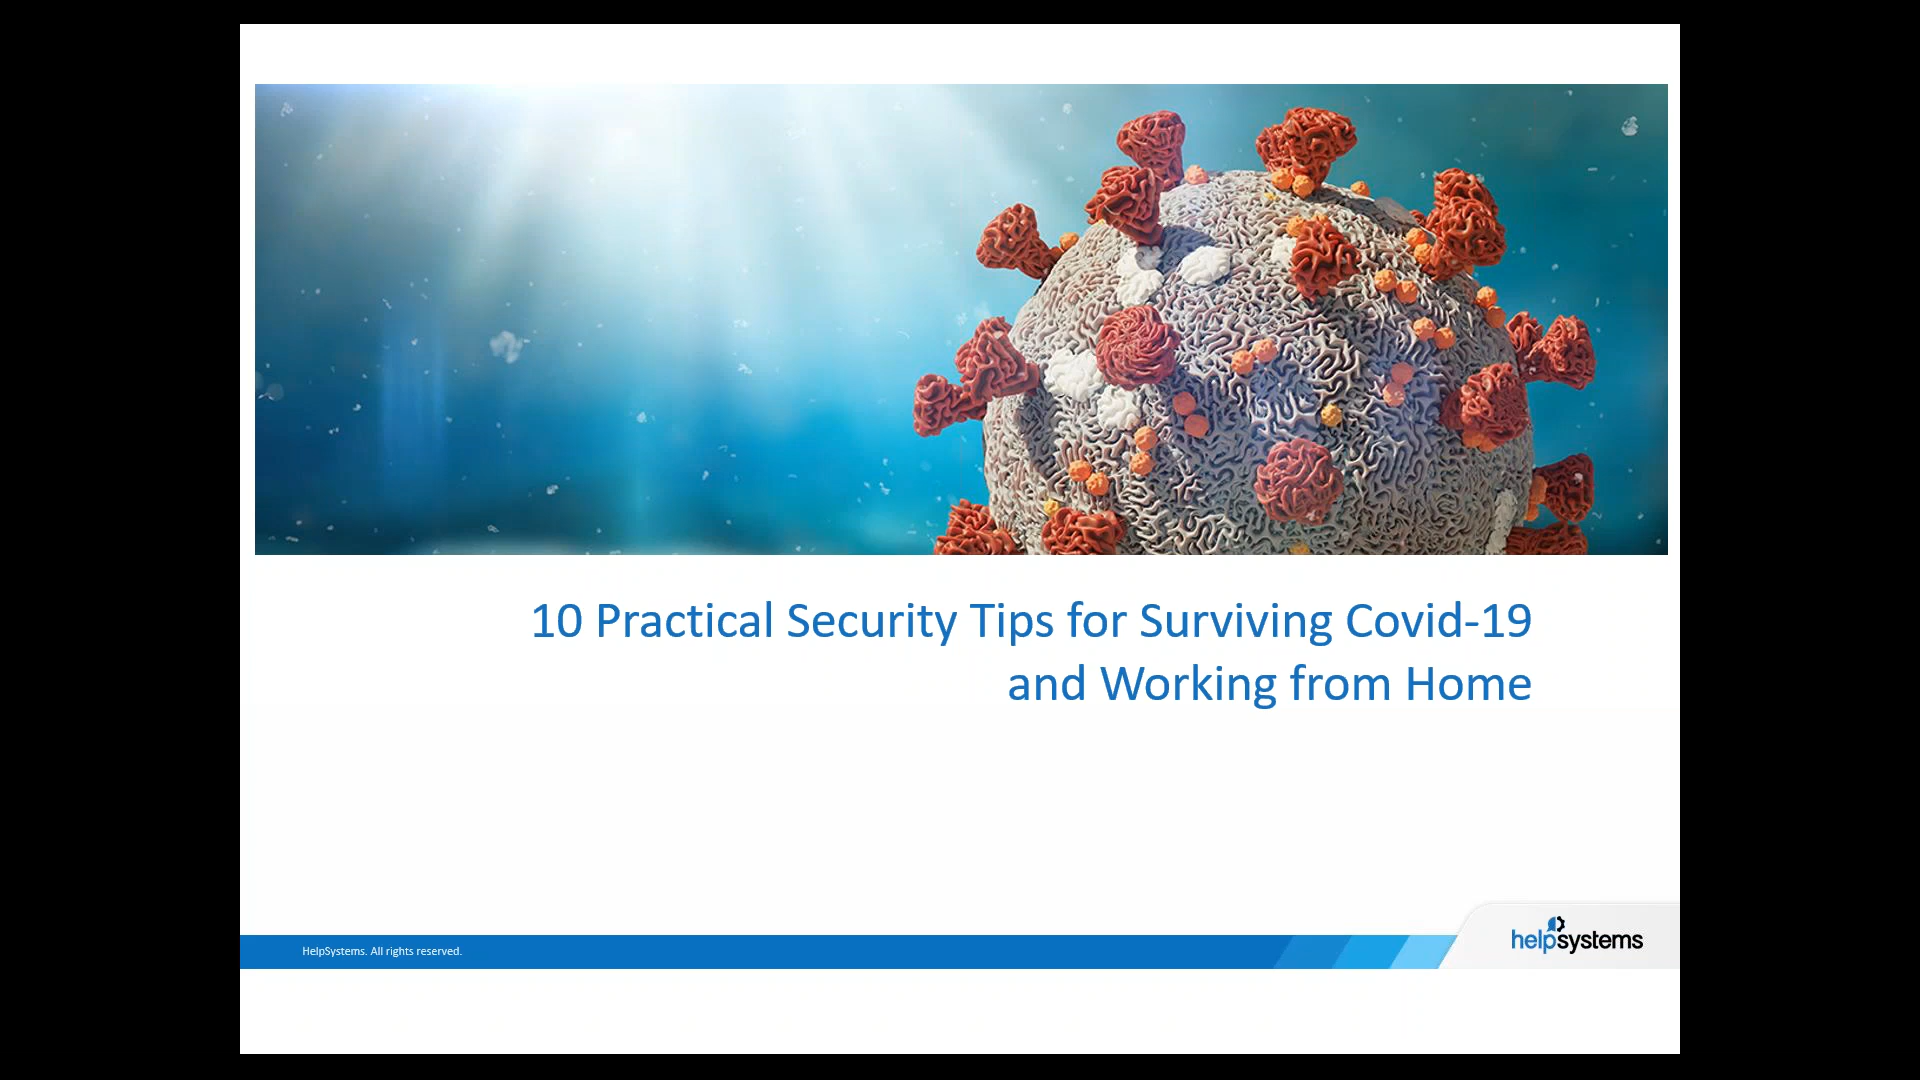 10 Practical Security Tips for Surviving Covid-19
and Working from Home
HelpSystems. All rights reserved.
helpsystems